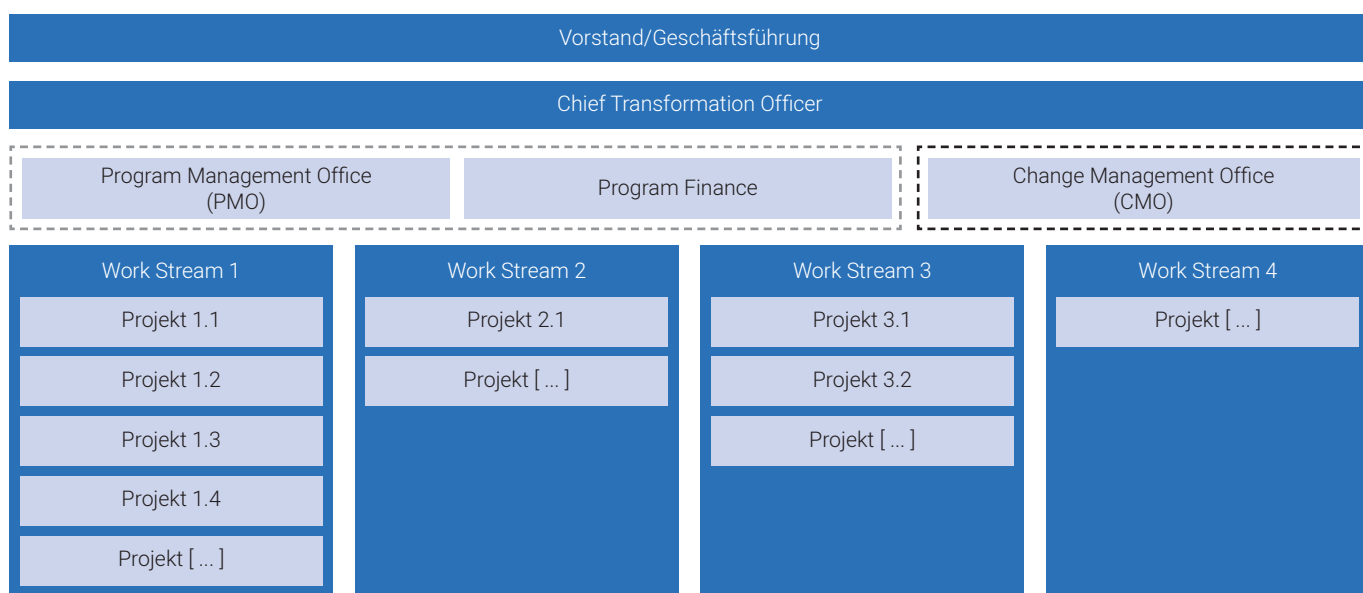 Vorstand/Geschäftsführung
Chief Transformation Officer
Program Management Office
(PMO)
Program Finance
Change Management Office
(CMO)
Work Stream 1
Projekt 1.1
Projekt 1.2
Projekt 1.3
Projekt 1.4
Projekt [ ... ]
Work Stream 2
Projekt 2.1
Projekt [ ... ]
Work Stream 3
Projekt 3.1
Projekt 3.2
Projekt [ ... ]
Work Stream 4
Projekt [ ... ]